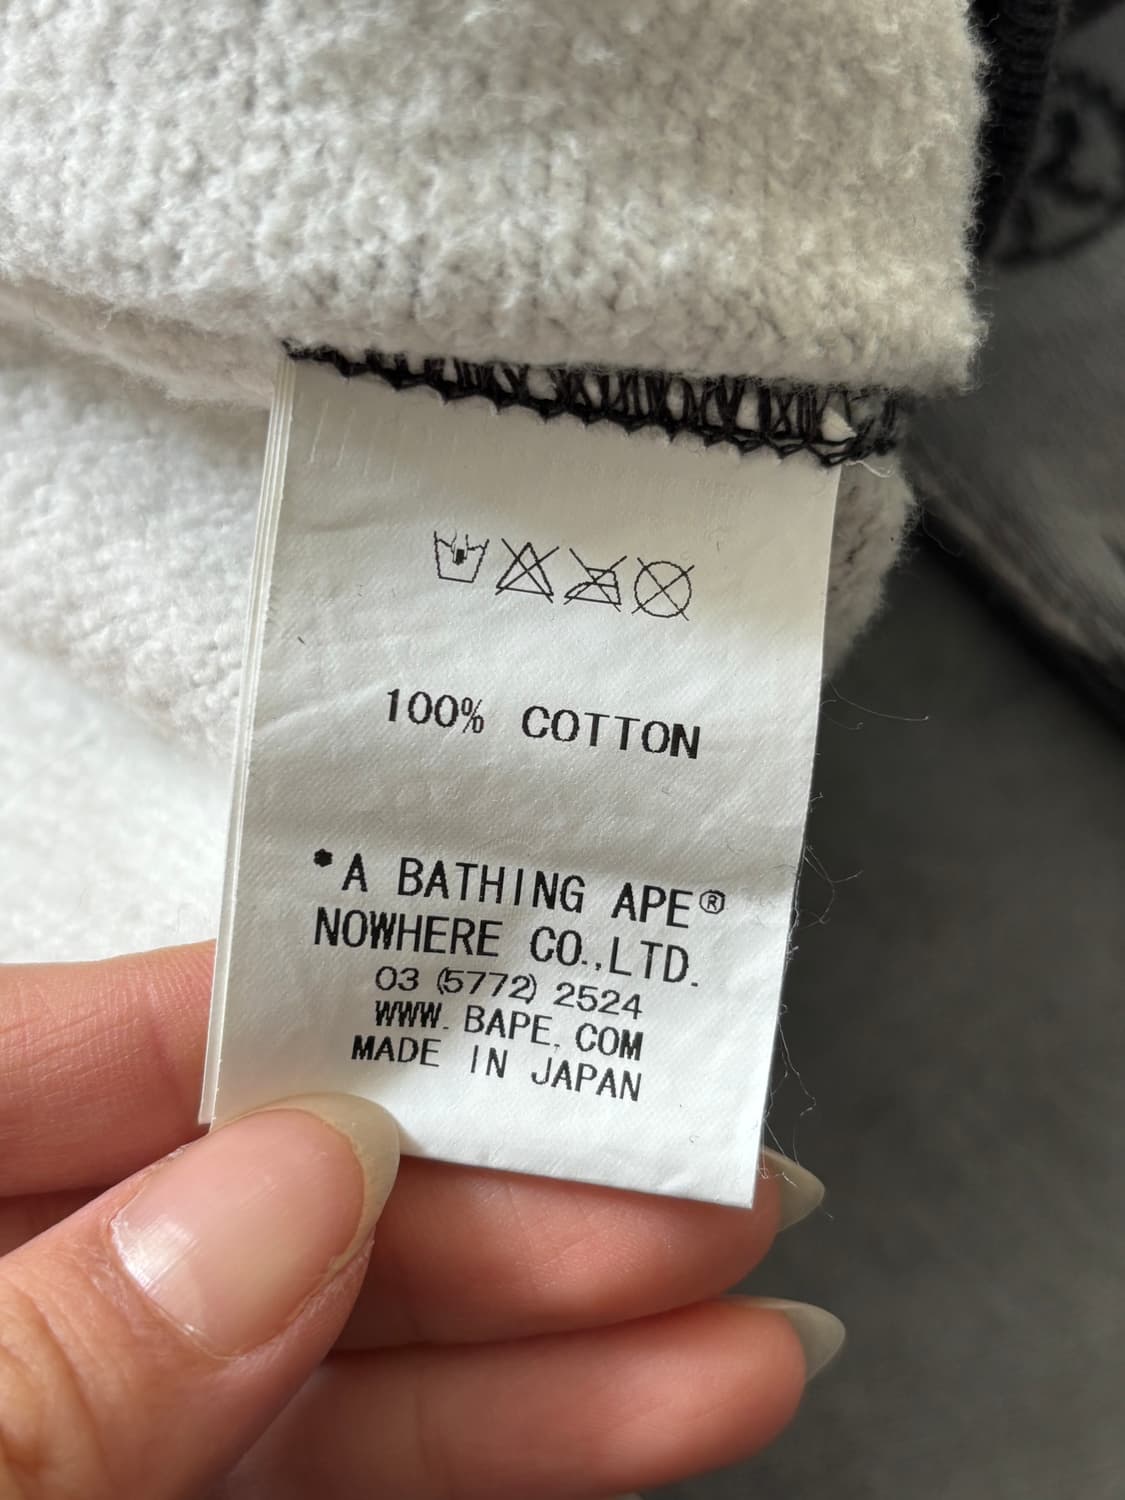 100% COTTON
*A BATHING APE®
NOWHERE CO.,LTD.
03 (5772) 2524
WWW. BAPE. COM
MADE IN JAPAN